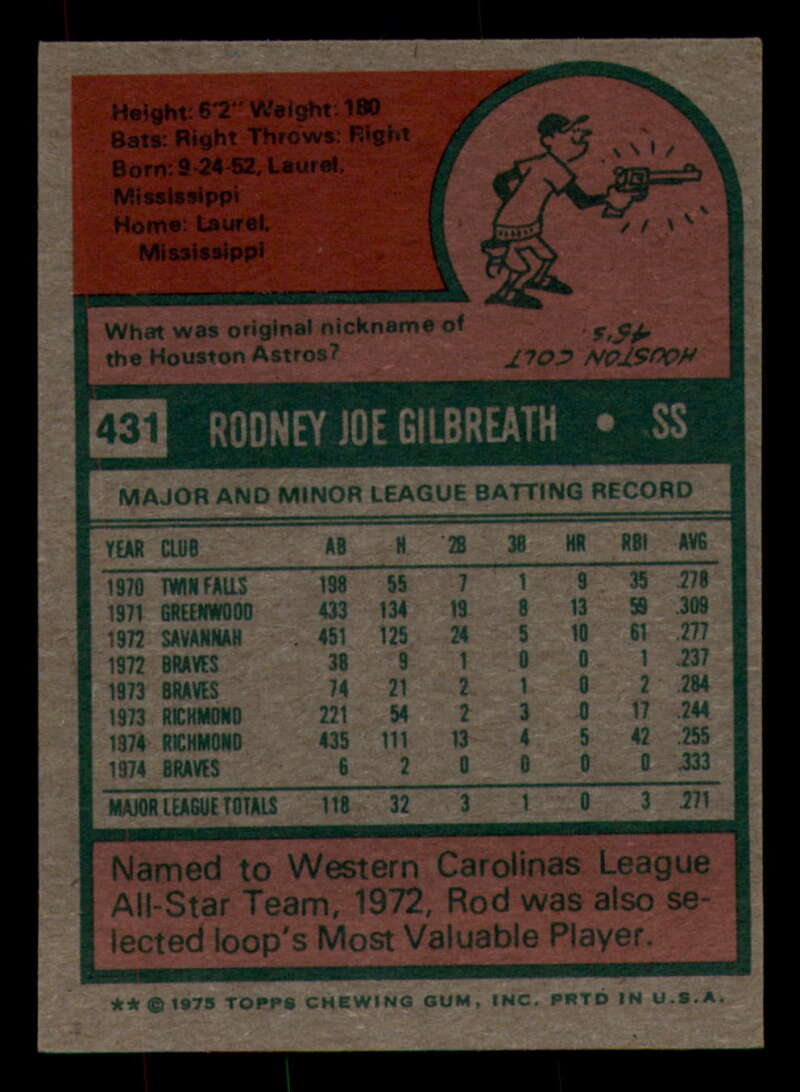 Height: 6'2" Weight: 180
Bats: Right Throws: Right
Born: 9-24-52, Laurel,
Mississippi
Home: Laurel,
Mississippi
What was original nickname of
the Houston Astros?
HOUSTON COLT
45'S.
431 RODNEY JOE GILBREATH • SS
MAJOR AND MINOR LEAGUE BATTING RECORD
YEAR CLUB AB H 2B 3B HR RBI AVG
1970 TWIN FALLS 198 55 7 1 9 35 .278
1971 GREENWOOD 433 134 19 8 13 59 .309
1972 SAVANNAH 451 125 24 5 10 61 .277
1972 BRAVES 38 9 1 0 0 1 .237
1973 BRAVES 74 21 2 1 0 2 .284
1973 RICHMOND 221 54 2 3 0 17 .244
1974 RICHMOND 435 111 13 4 5 42 .255
1974 BRAVES 6 2 0 0 0 0 .333
MAJOR LEAGUE TOTALS 118 32 3 1 0 3 .271
Named to Western Carolinas League
All-Star Team, 1972, Rod was also se-
lected loop's Most Valuable Player.
** © 1975 TOPPS CHEWING GUM, INC. PRTD IN U.S.A.